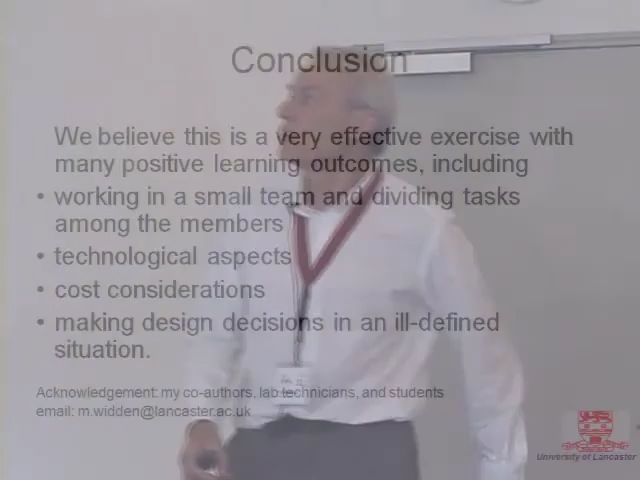 Conclusion
We believe this is a very effective exercise with
many positive learning outcomes, including
• working in a small team and dividing tasks
among the members
• technological aspects
• cost considerations
• making design decisions in an ill-defined
situation.
Acknowledgement: my co-authors, lab technicians, and students
email: m.widden@lancaster.ac.uk
University of Lancaster